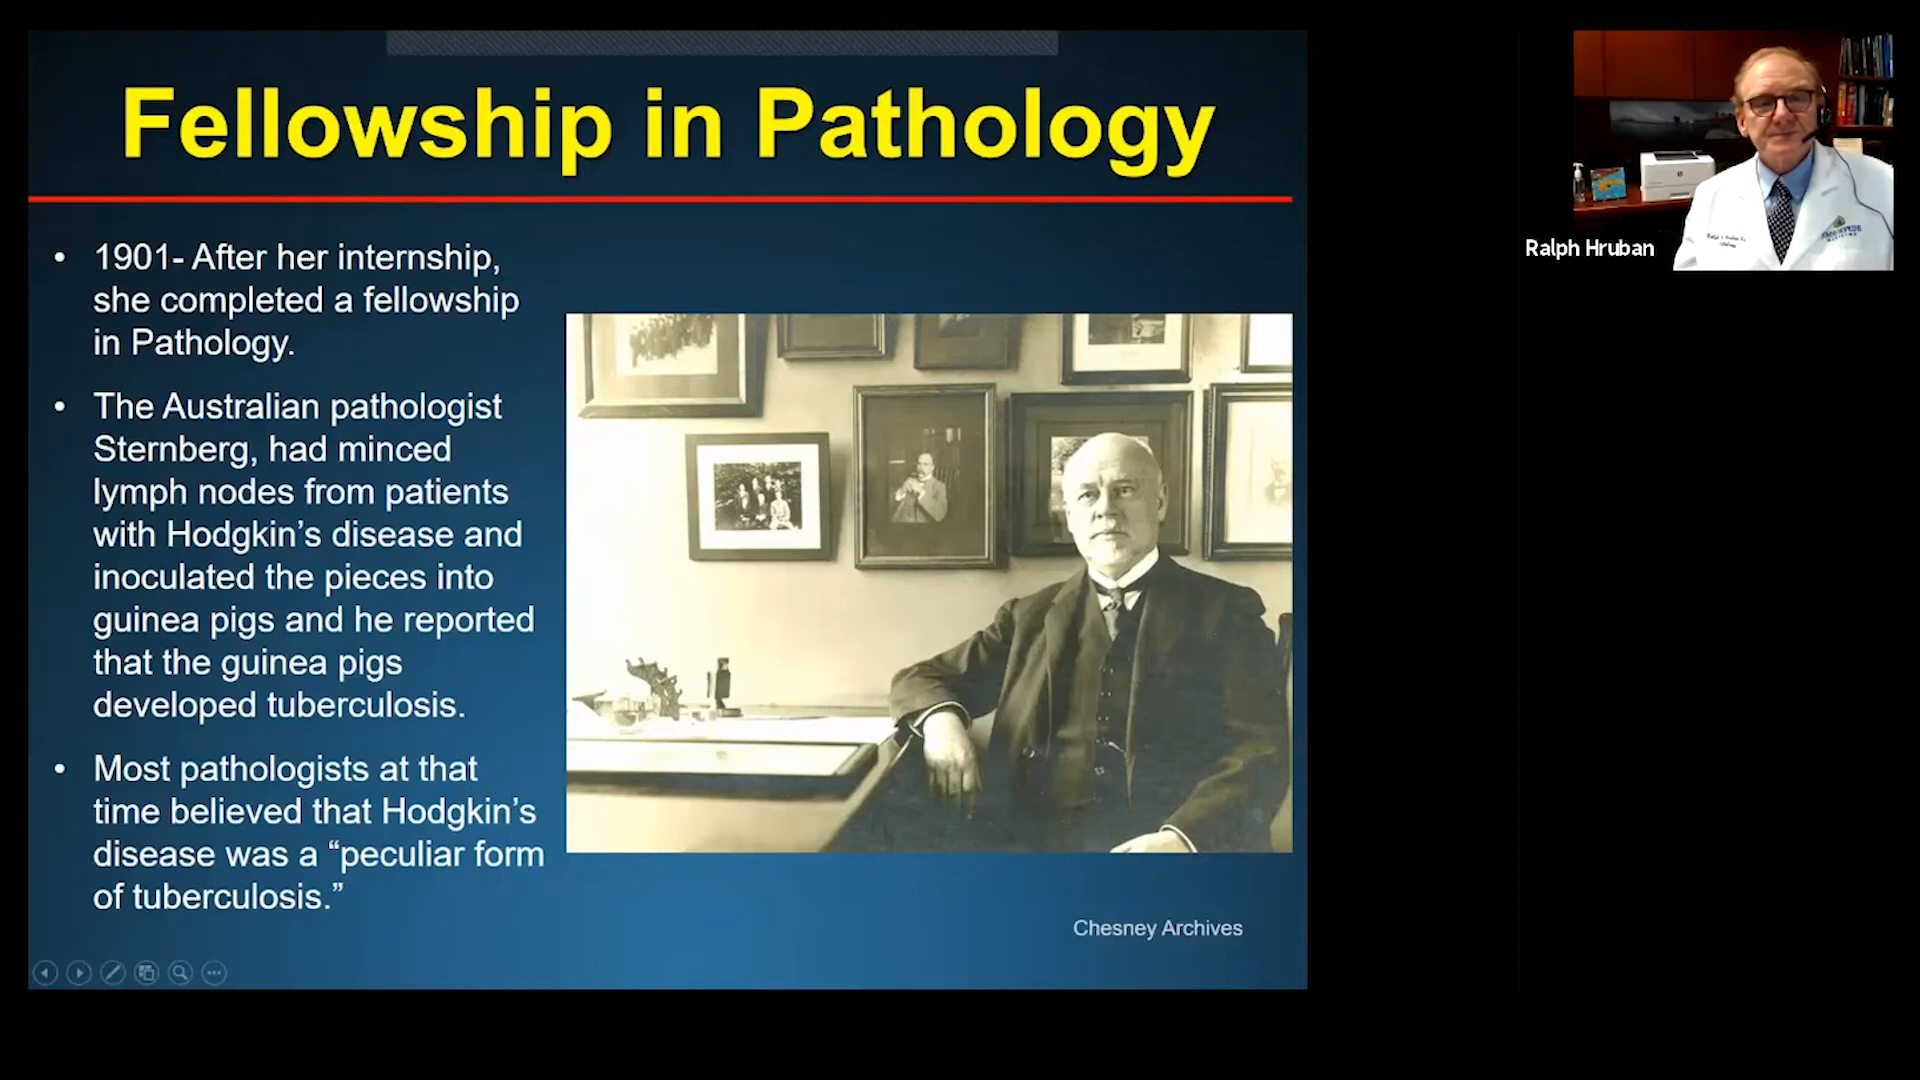 Fellowship in Pathology
• 1901- After her internship,
she completed a fellowship
in Pathology.
• The Australian pathologist
Sternberg, had minced
lymph nodes from patients
with Hodgkin’s disease and
inoculated the pieces into
guinea pigs and he reported
that the guinea pigs
developed tuberculosis.
• Most pathologists at that
time believed that Hodgkin’s
disease was a “peculiar form
of tuberculosis.”
Chesney Archives
Ralph Hruban